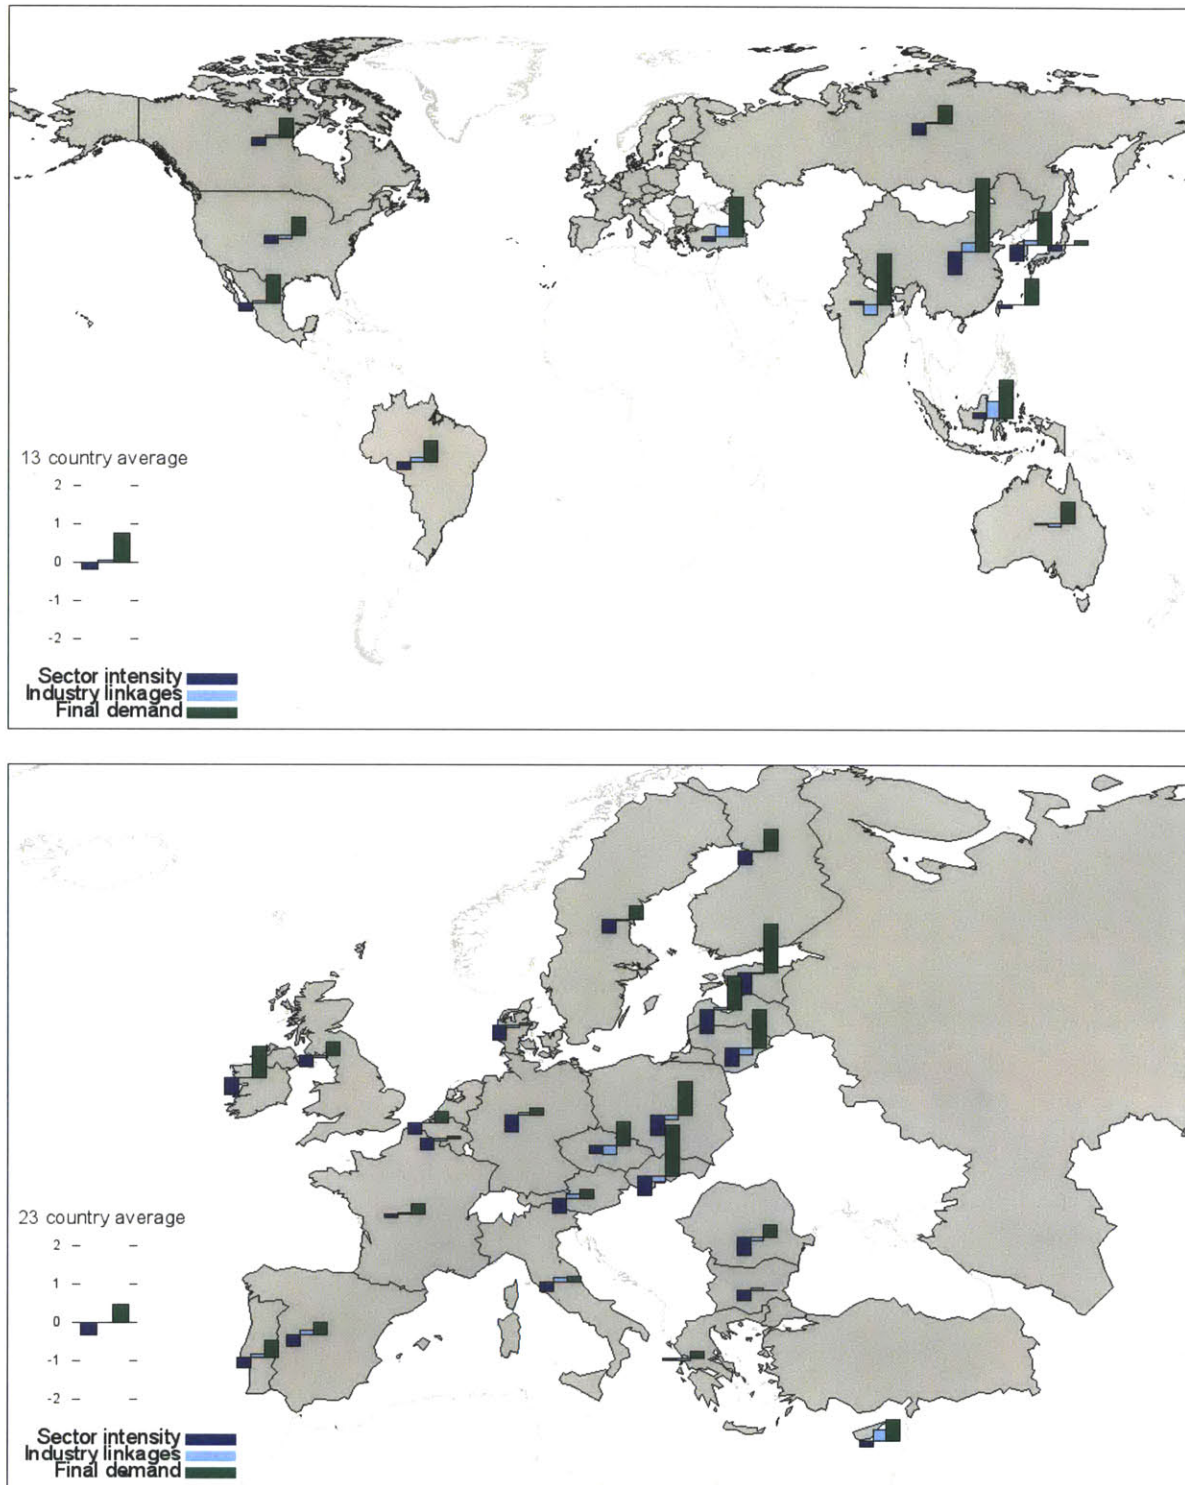 13 country average
2
1
0
-1
-2
Sector intensity
Industry linkages
Final demand
23 country average
2
1
0
-1
-2
Sector intensity
Industry linkages
Final demand